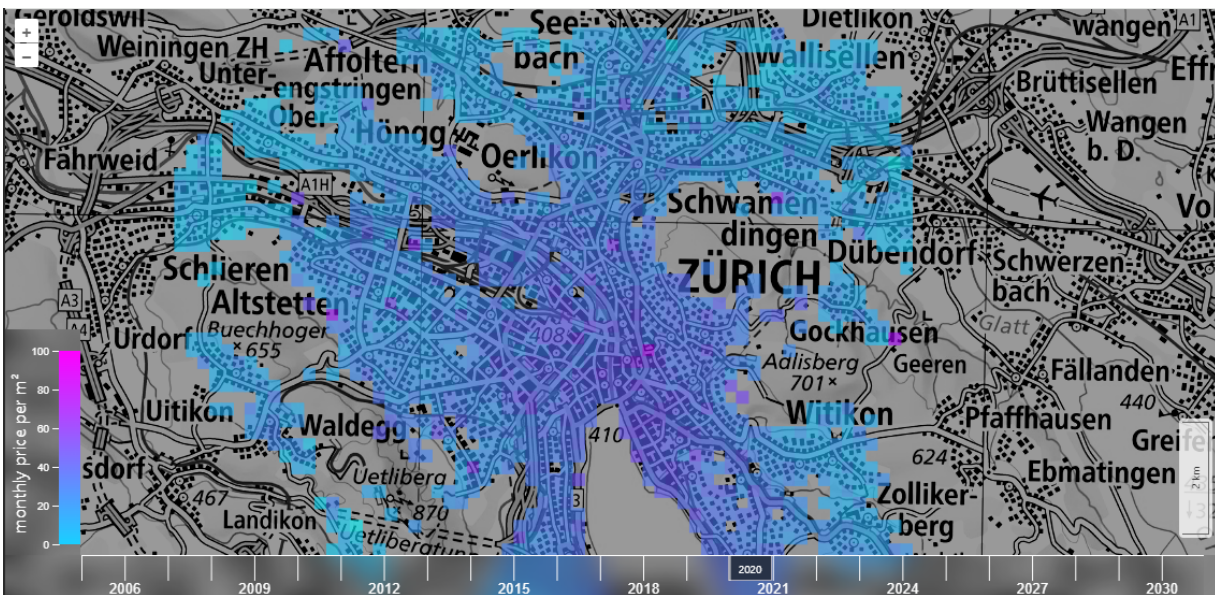 +
−
Geroldswil
Weiningen ZH
Unter-
engstringen
Ober
Affoltern
See-
bach
Dietlikon
Wallisellen
wangen
A1
Brüttisellen
Effr
Wangen
b. D.
Fahrweid
A1H
Höngg
Oerlikon
Schwamen
dingen
ZÜRICH
Dübendorf
Schwerzen-
bach
Vol
Schlieren
Altstetten
A3
A4
Urdorf
Buechhoger
655
408
Gockhausen
Geeren
Adlisberg
701
Glatt
Fällanden
440
Uitikon
Waldegg
410
Witikon
Pfaffhausen
Greife
624
Ebmatingen
sdorf
467
Uetliberg
870
Landikon
Uetlibergtun
3
Zolliker-
berg
2 km
monthly price per m²
100
80
60
40
20
0
2006
2009
2012
2015
2018
2020
2021
2024
2027
2030